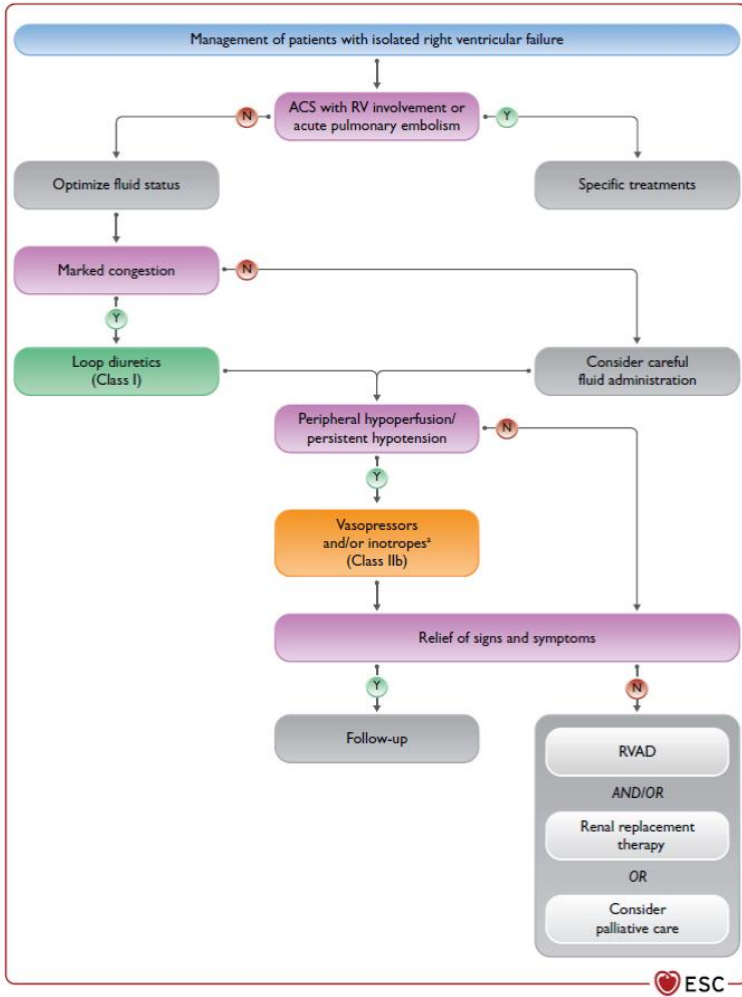 Management of patients with isolated right ventricular failure
ACS with RV involvement or
acute pulmonary embolism
N
Y
Optimize fluid status
Specific treatments
Marked congestion
N
Y
Loop diuretics
(Class I)
Consider careful
fluid administration
Peripheral hypoperfusion/
persistent hypotension
N
Y
Vasopressors
and/or inotropesª
(Class IIb)
Relief of signs and symptoms
Y
N
Follow-up
RVAD
AND/OR
Renal replacement
therapy
OR
Consider
palliative care
ESC